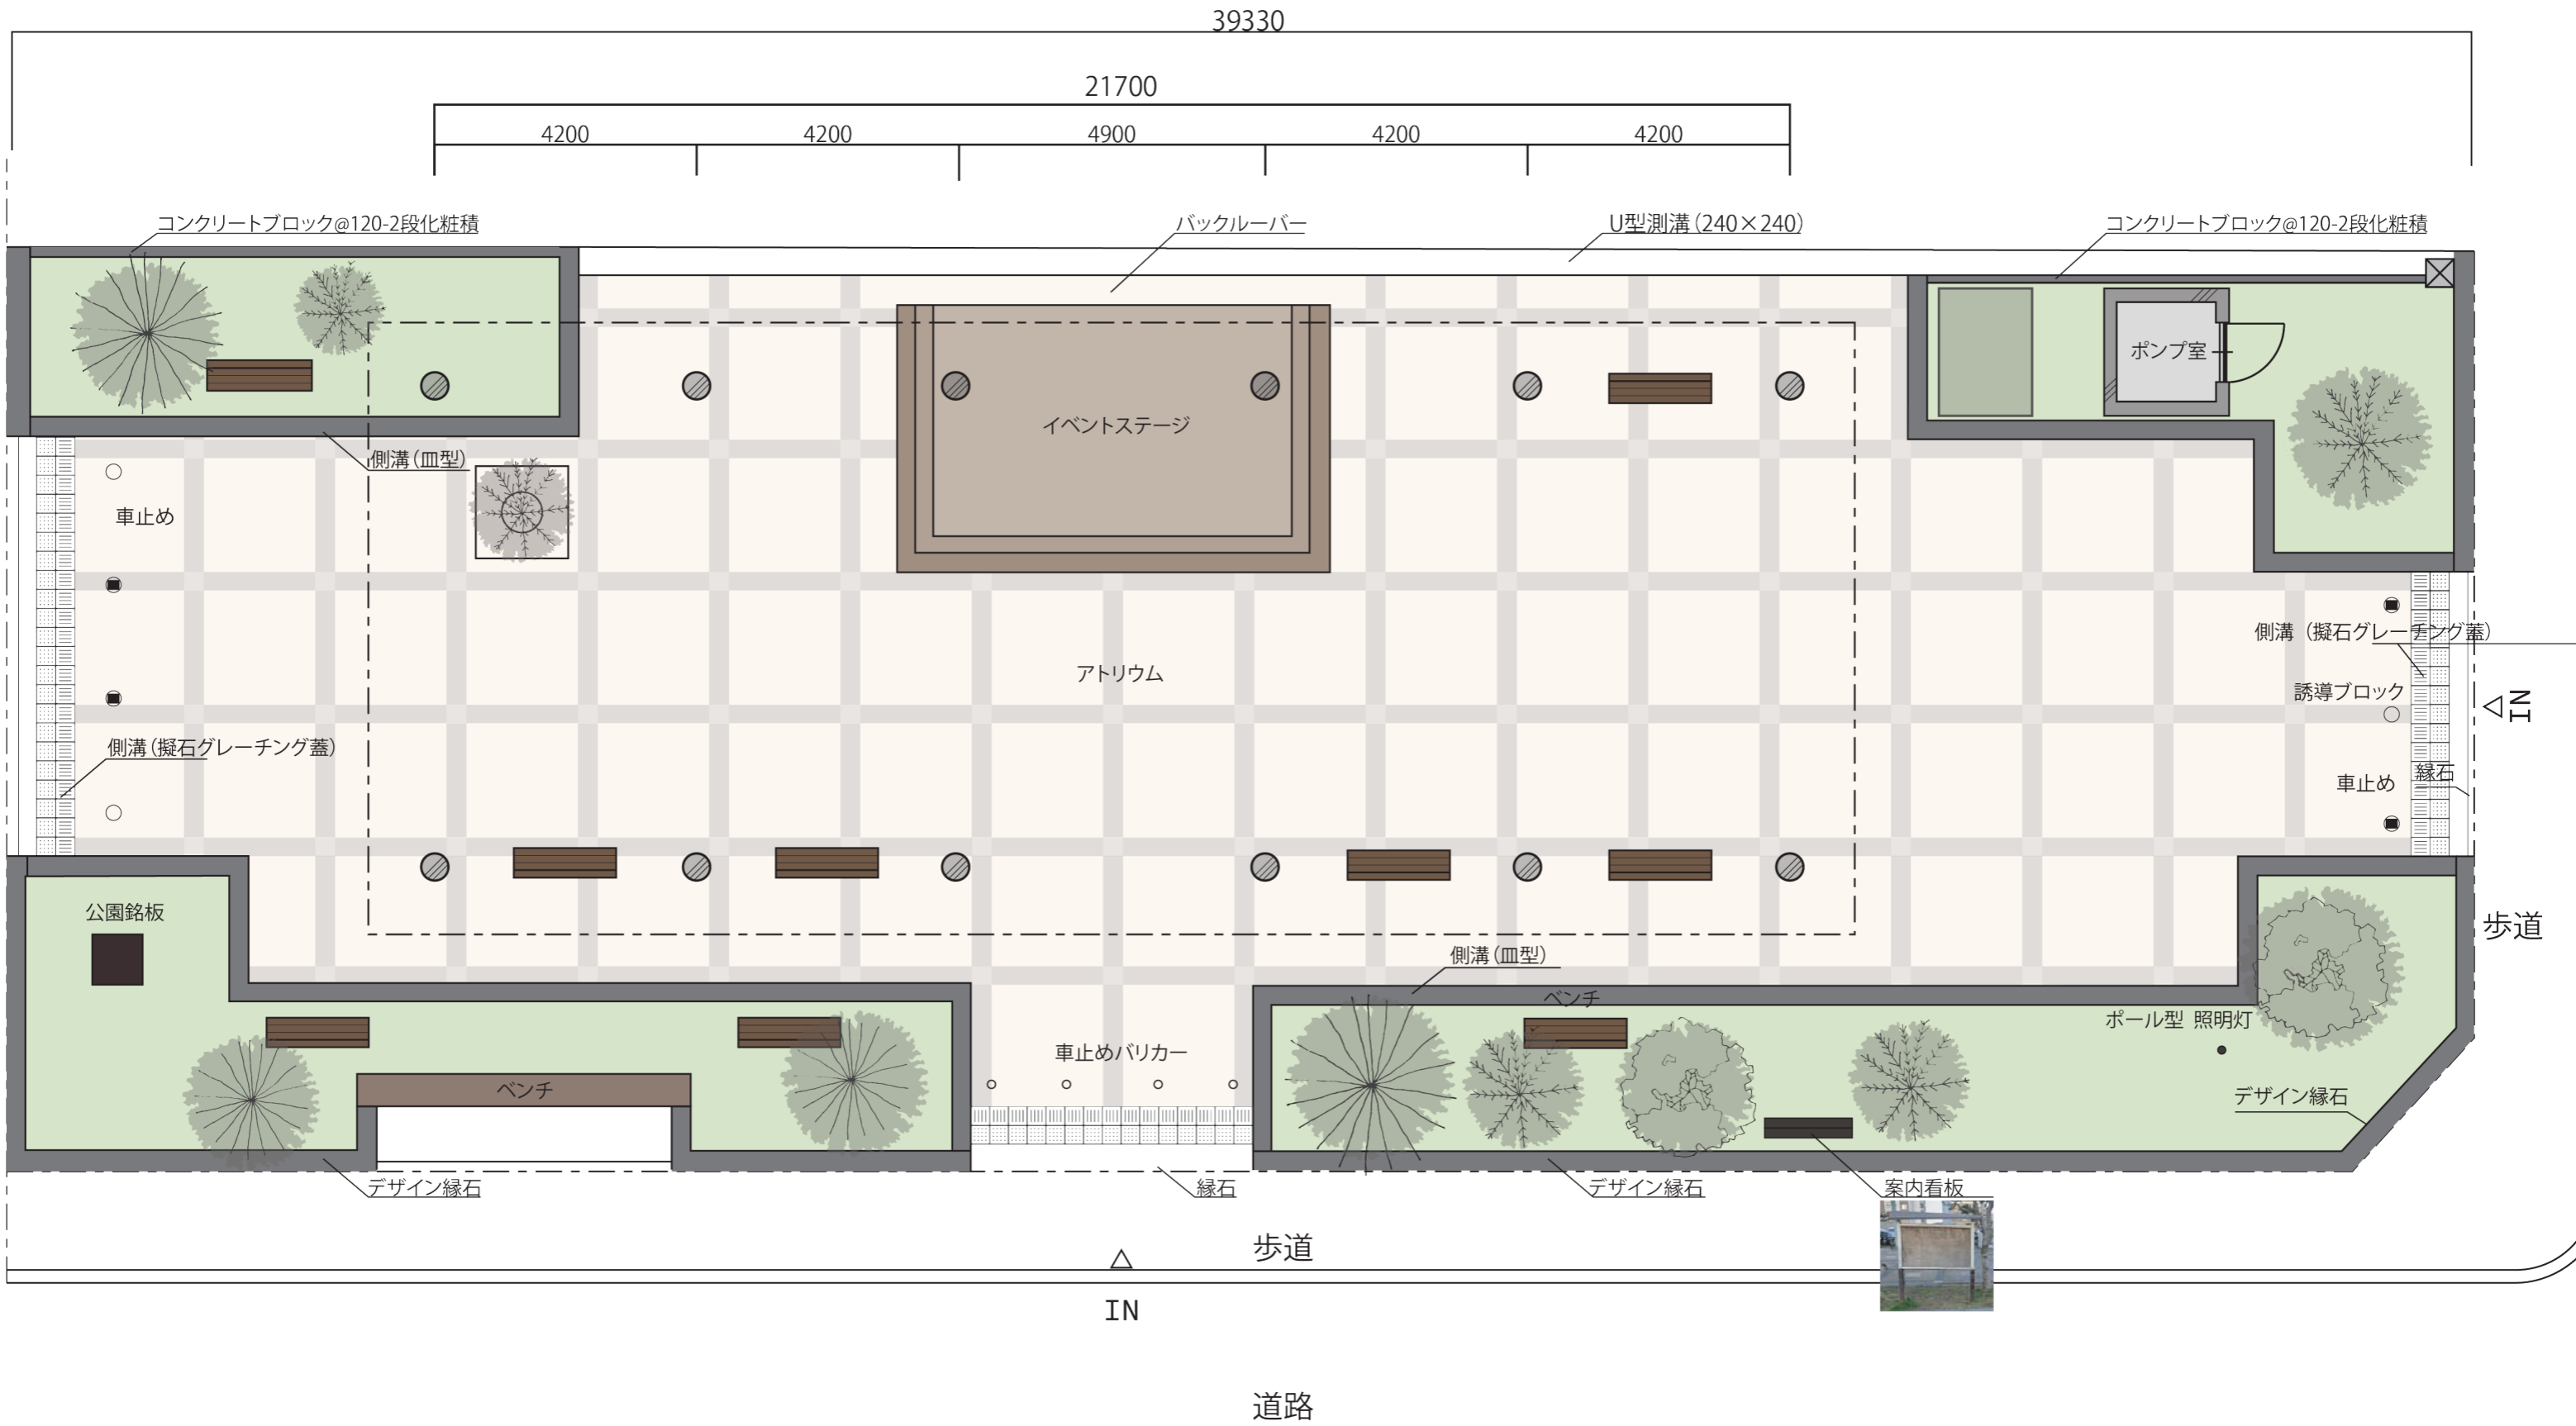 39330
21700
4200
4200
4900
4200
4200
コンクリートブロック@120-2段化粧積
バックルーバー
U型測溝(240×240)
コンクリートブロック@120-2段化粧積
ポンプ室
イベントステージ
側溝(皿型)
車止め
側溝(擬石グレーチング蓋)
アトリウム
誘導ブロック
IN
側溝(擬石グレーチング蓋)
車止め
縁石
公園銘板
歩道
側溝(皿型)
ベンチ
ポール型 照明灯
車止めバリカー
ベンチ
デザイン縁石
デザイン縁石
縁石
デザイン縁石
案内看板
歩道
IN
道路